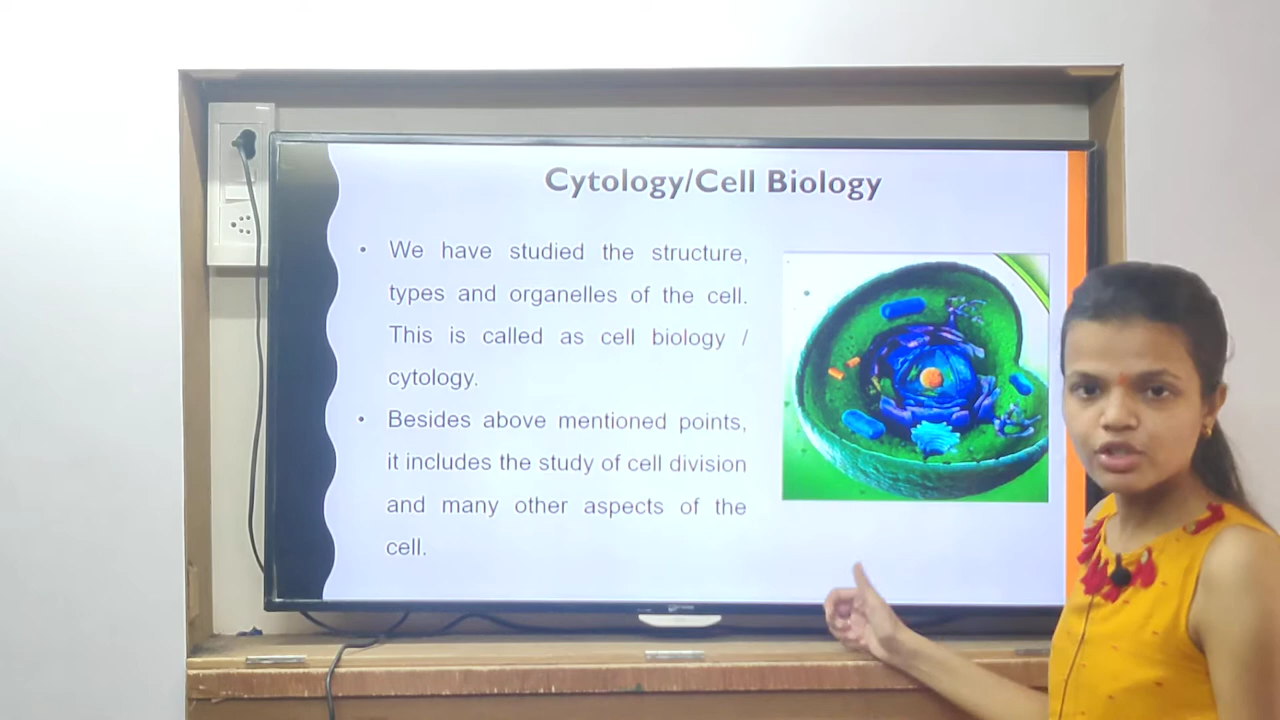 Cytology/Cell Biology
• We have studied the structure,
types and organelles of the cell.
This is called as cell biology /
cytology.
• Besides above mentioned points,
it includes the study of cell division
and many other aspects of the
cell.